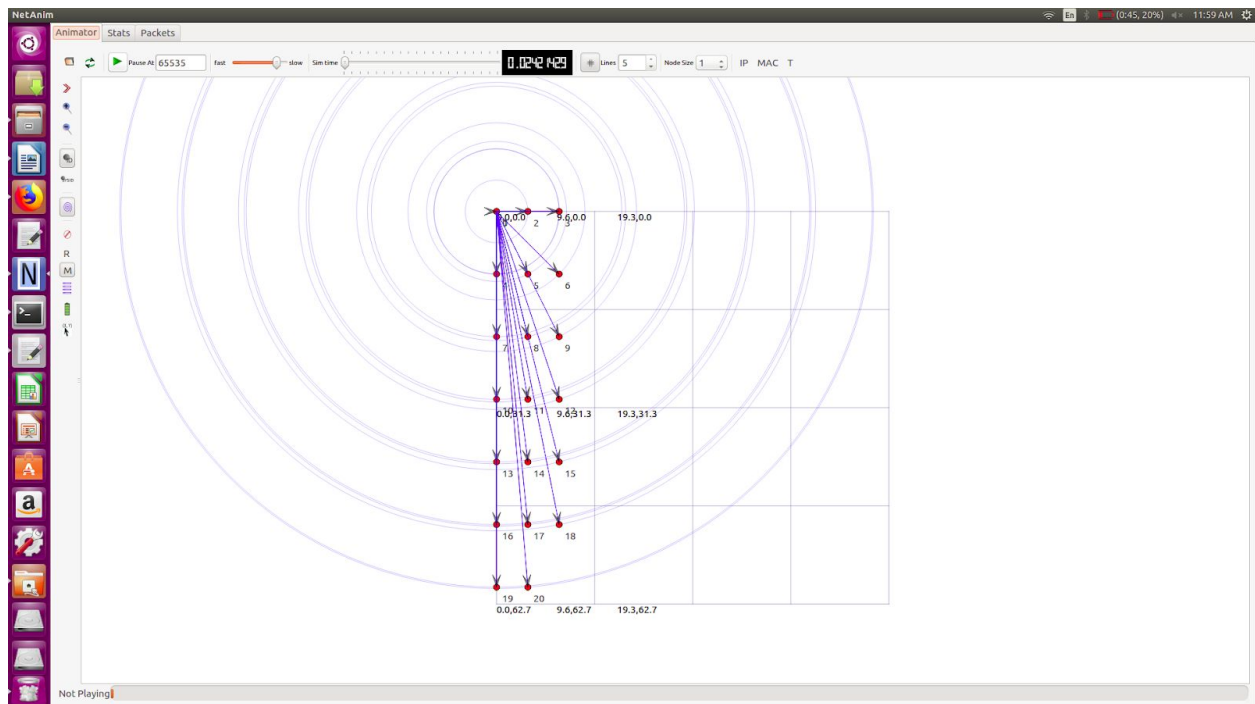 NetAnim
En (0:45, 20%) 11:59 AM
Animator Stats Packets
Pause At 65535 fast slow Sim time 0.0242 1423 Lines 5 Node Size 1 IP MAC T
0.0 9.6,0.0 19.3,0.0
2 3
5 6
R
M
7 8 9
11
0.0,31.3 9.6,31.3 19.3,31.3
13 14 15
16 17 18
19 20
0.0,62.7 9.6,62.7 19.3,62.7
Not Playing